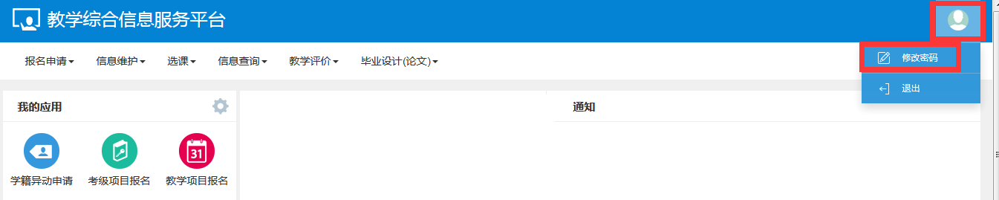 教学综合信息服务平台
报名申请 信息维护 选课 信息查询 教学评价 毕业设计(论文)
修改密码
退出
我的应用
通知
31
学籍异动申请 考级项目报名 教学项目报名